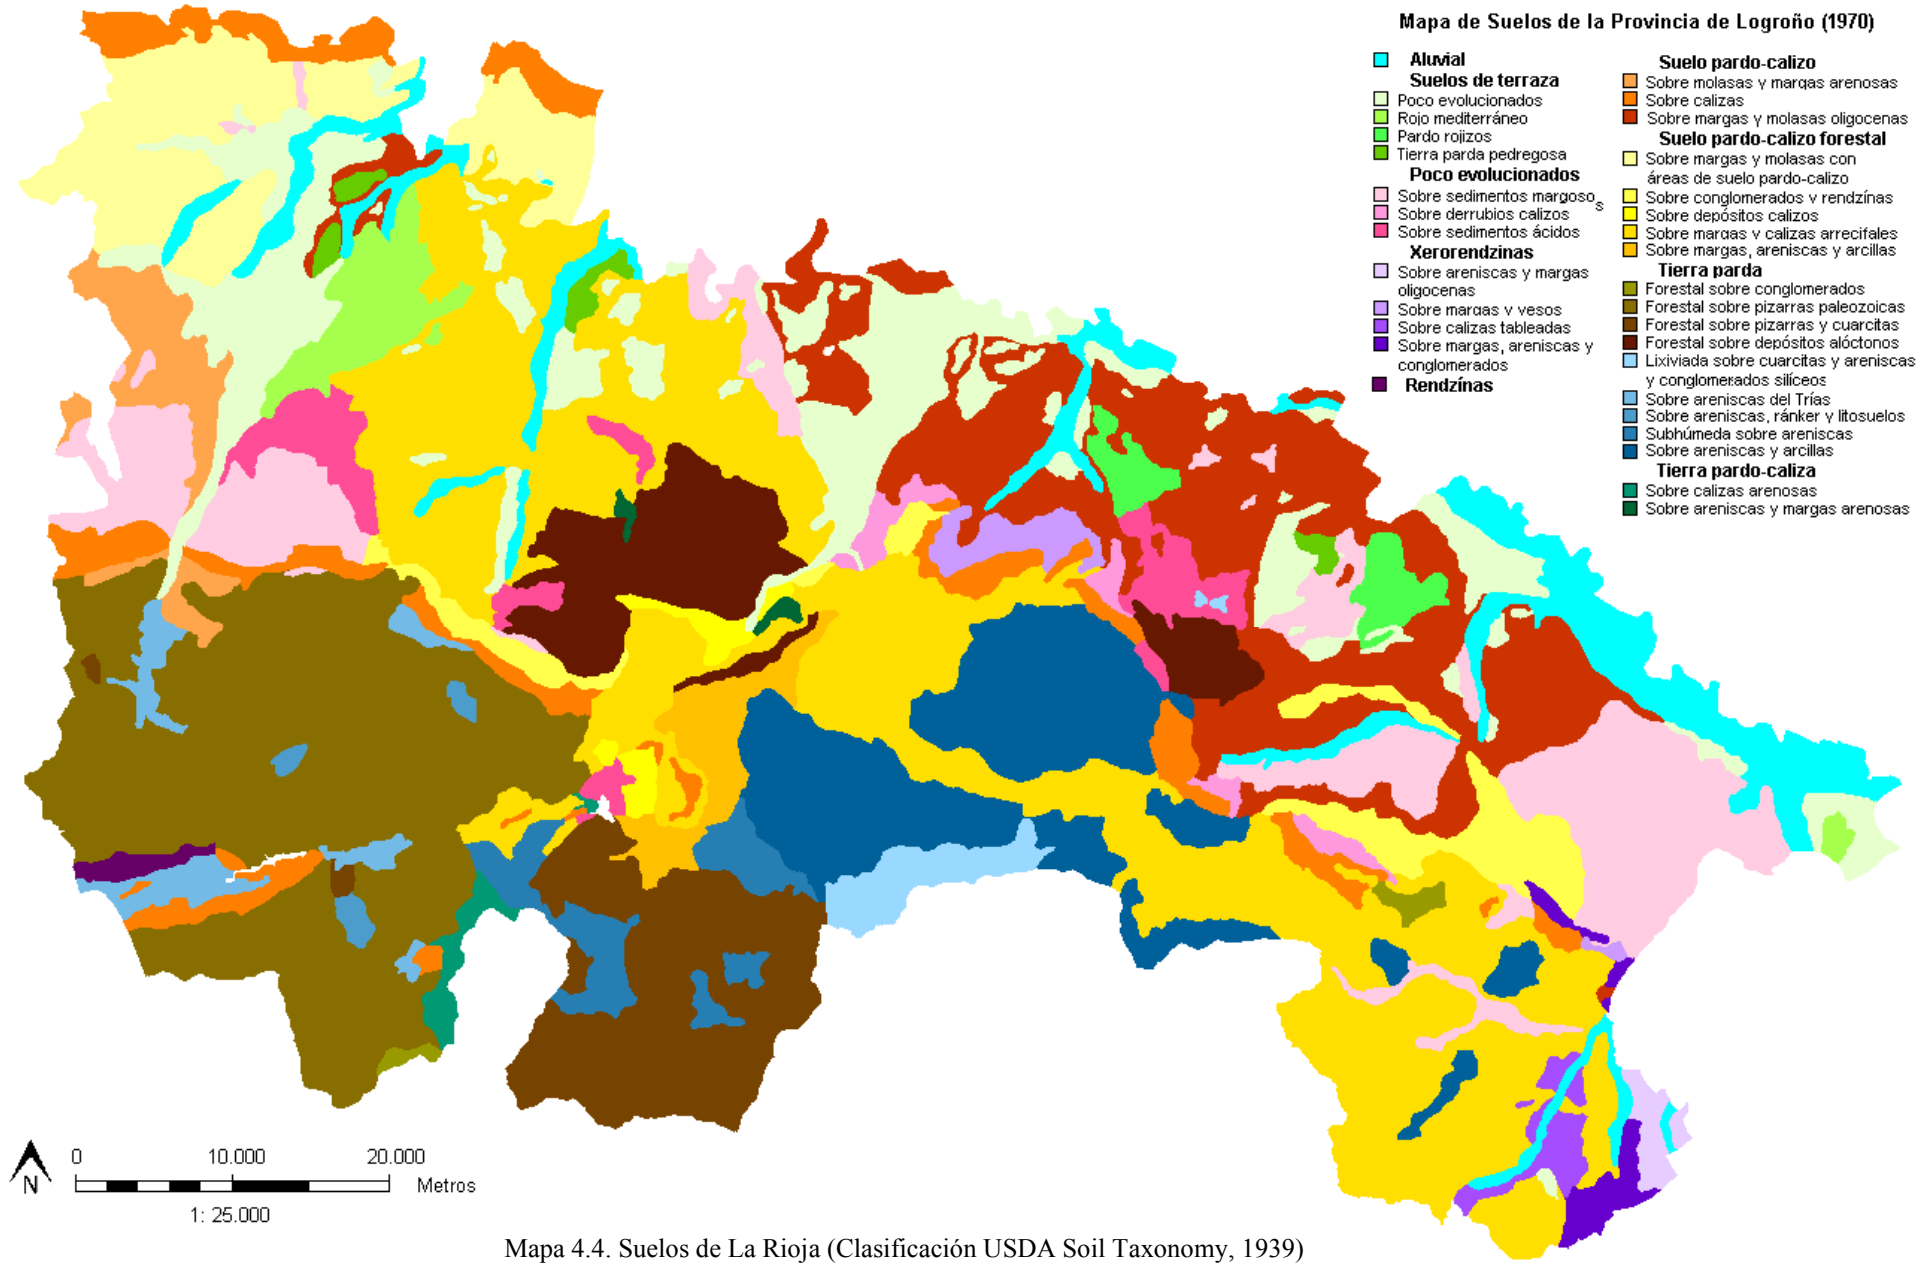 Mapa de Suelos de la Provincia de Logroño (1970)
Aluvial
Suelos de terraza
Poco evolucionados
Rojo mediterráneo
Pardo rojizos
Tierra parda pedregosa
Poco evolucionados
Sobre sedimentos margosos
Sobre derrubios calizos
Sobre sedimentos ácidos
Xerorendzinas
Sobre areniscas y margas
oligocenas
Sobre margas y yesos
Sobre calizas tableadas
Sobre margas, areniscas y
conglomerados
Rendzínas
Suelo pardo-calizo
Sobre molasas y margas arenosas
Sobre calizas
Sobre margas y molasas oligocenas
Suelo pardo-calizo forestal
Sobre margas y molasas con
áreas de suelo pardo-calizo
Sobre conglomerados y rendzínas
Sobre depósitos calizos
Sobre margas y calizas arrecifales
Sobre margas, areniscas y arcillas
Tierra parda
Forestal sobre conglomerados
Forestal sobre pizarras paleozoicas
Forestal sobre pizarras y cuarcitas
Forestal sobre depósitos alóctonos
Lixiviada sobre cuarcitas y areniscas
y conglomerados silíceos
Sobre areniscas del Trías
Sobre areniscas, ránker y litosuelos
Subhúmeda sobre areniscas
Sobre areniscas y arcillas
Tierra pardo-caliza
Sobre calizas arenosas
Sobre areniscas y margas arenosas
N
0 10.000 20.000
Metros
1: 25.000
Mapa 4.4. Suelos de La Rioja (Clasificación USDA Soil Taxonomy, 1939)